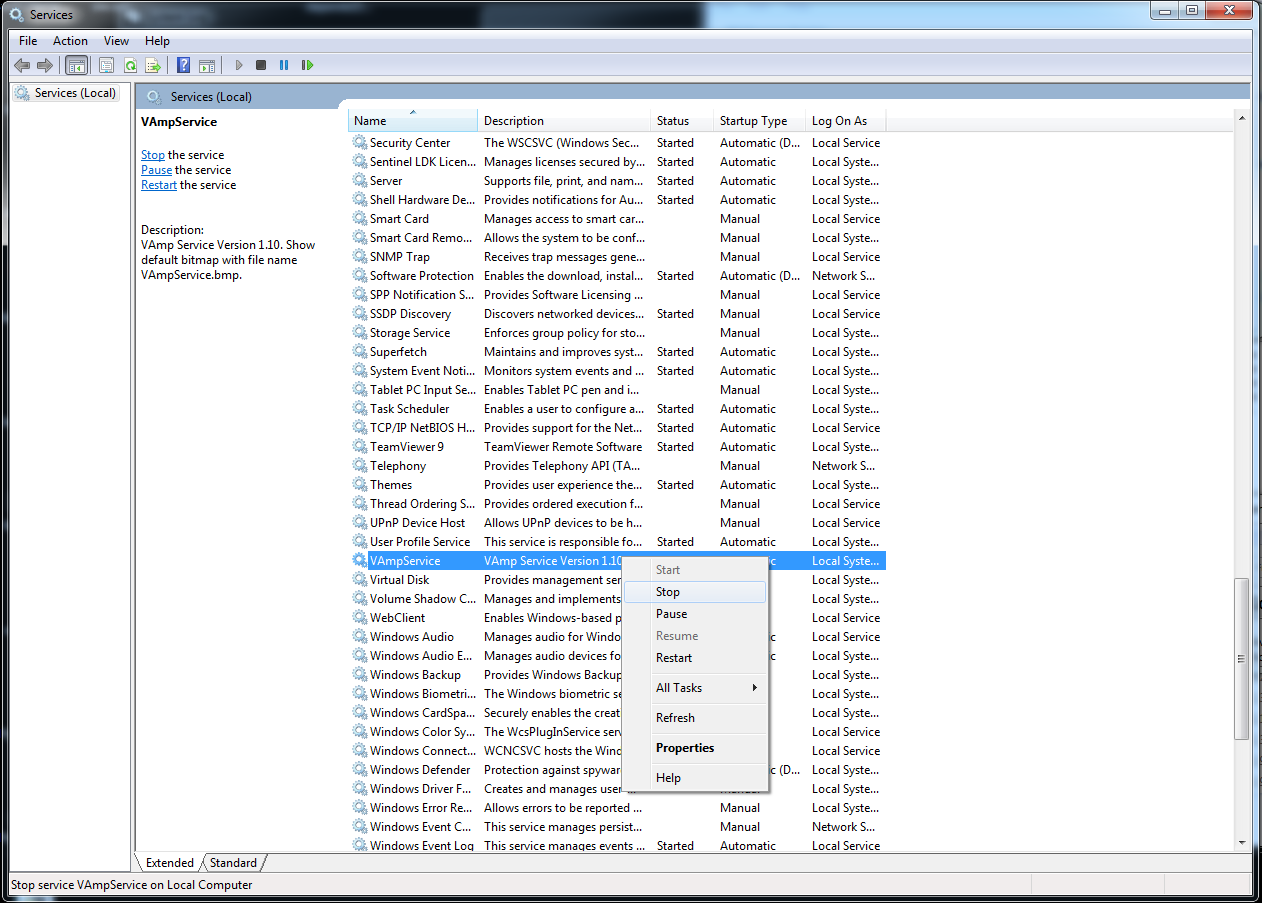 Services
File Action View Help
Services (Local)
Services (Local)
VAmpService
Stop the service
Pause the service
Restart the service
Description:
VAmp Service Version 1.10. Show
default bitmap with file name
VAmpService.bmp.
Name Description Status Startup Type Log On As
Security Center The WSCSVC (Windows Sec... Started Automatic (D... Local Service
Sentinel LDK Licen... Manages licenses secured by... Started Automatic Local Syste...
Server Supports file, print, and nam... Started Automatic Local Syste...
Shell Hardware De... Provides notifications for Au... Started Automatic Local Syste...
Smart Card Manages access to smart car... Manual Local Service
Smart Card Remo... Allows the system to be conf... Manual Local Syste...
SNMP Trap Receives trap messages gene... Manual Local Service
Software Protection Enables the download, instal... Started Automatic (D... Network S...
SPP Notification S... Provides Software Licensing ... Manual Local Service
SSDP Discovery Discovers networked devices... Started Manual Local Service
Storage Service Enforces group policy for sto... Manual Local Syste...
Superfetch Maintains and improves syst... Started Automatic Local Syste...
System Event Noti... Monitors system events and ... Started Automatic Local Syste...
Tablet PC Input Se... Enables Tablet PC pen and i... Manual Local Syste...
Task Scheduler Enables a user to configure a... Started Automatic Local Syste...
TCP/IP NetBIOS H... Provides support for the Net... Started Automatic Local Service
TeamViewer 9 TeamViewer Remote Software Started Automatic Local Syste...
Telephony Provides Telephony API (TA... Manual Network S...
Themes Provides user experience the... Started Automatic Local Syste...
Thread Ordering S... Provides ordered execution f... Manual Local Service
UPnP Device Host Allows UPnP devices to be h... Manual Local Service
User Profile Service This service is responsible fo... Started Automatic Local Syste...
VAmpService VAmp Service Version 1.10 c Local Syste...
Virtual Disk Provides management ser Local Syste...
Volume Shadow C... Manages and implements Local Syste...
WebClient Enables Windows-based p Local Service
Windows Audio Manages audio for Windo c Local Service
Windows Audio E... Manages audio devices fo c Local Syste...
Windows Backup Provides Windows Backup Local Syste...
Windows Biometri... The Windows biometric se Local Syste...
Windows CardSpa... Securely enables the creat Local Syste...
Windows Color Sy... The WcsPlugInService serv Local Service
Windows Connect... WCNCSVC hosts the Wind Local Service
Windows Defender Protection against spywar c (D... Local Syste...
Windows Driver F... Creates and manages user-... Manual Local Syste...
Windows Error Re... Allows errors to be reported ... Manual Local Syste...
Windows Event C... This service manages persist... Manual Network S...
Windows Event Log This service manages events ... Started Automatic Local Service
Start
Stop
Pause
Resume
Restart
All Tasks
Refresh
Properties
Help
Extended Standard
Stop service VAmpService on Local Computer